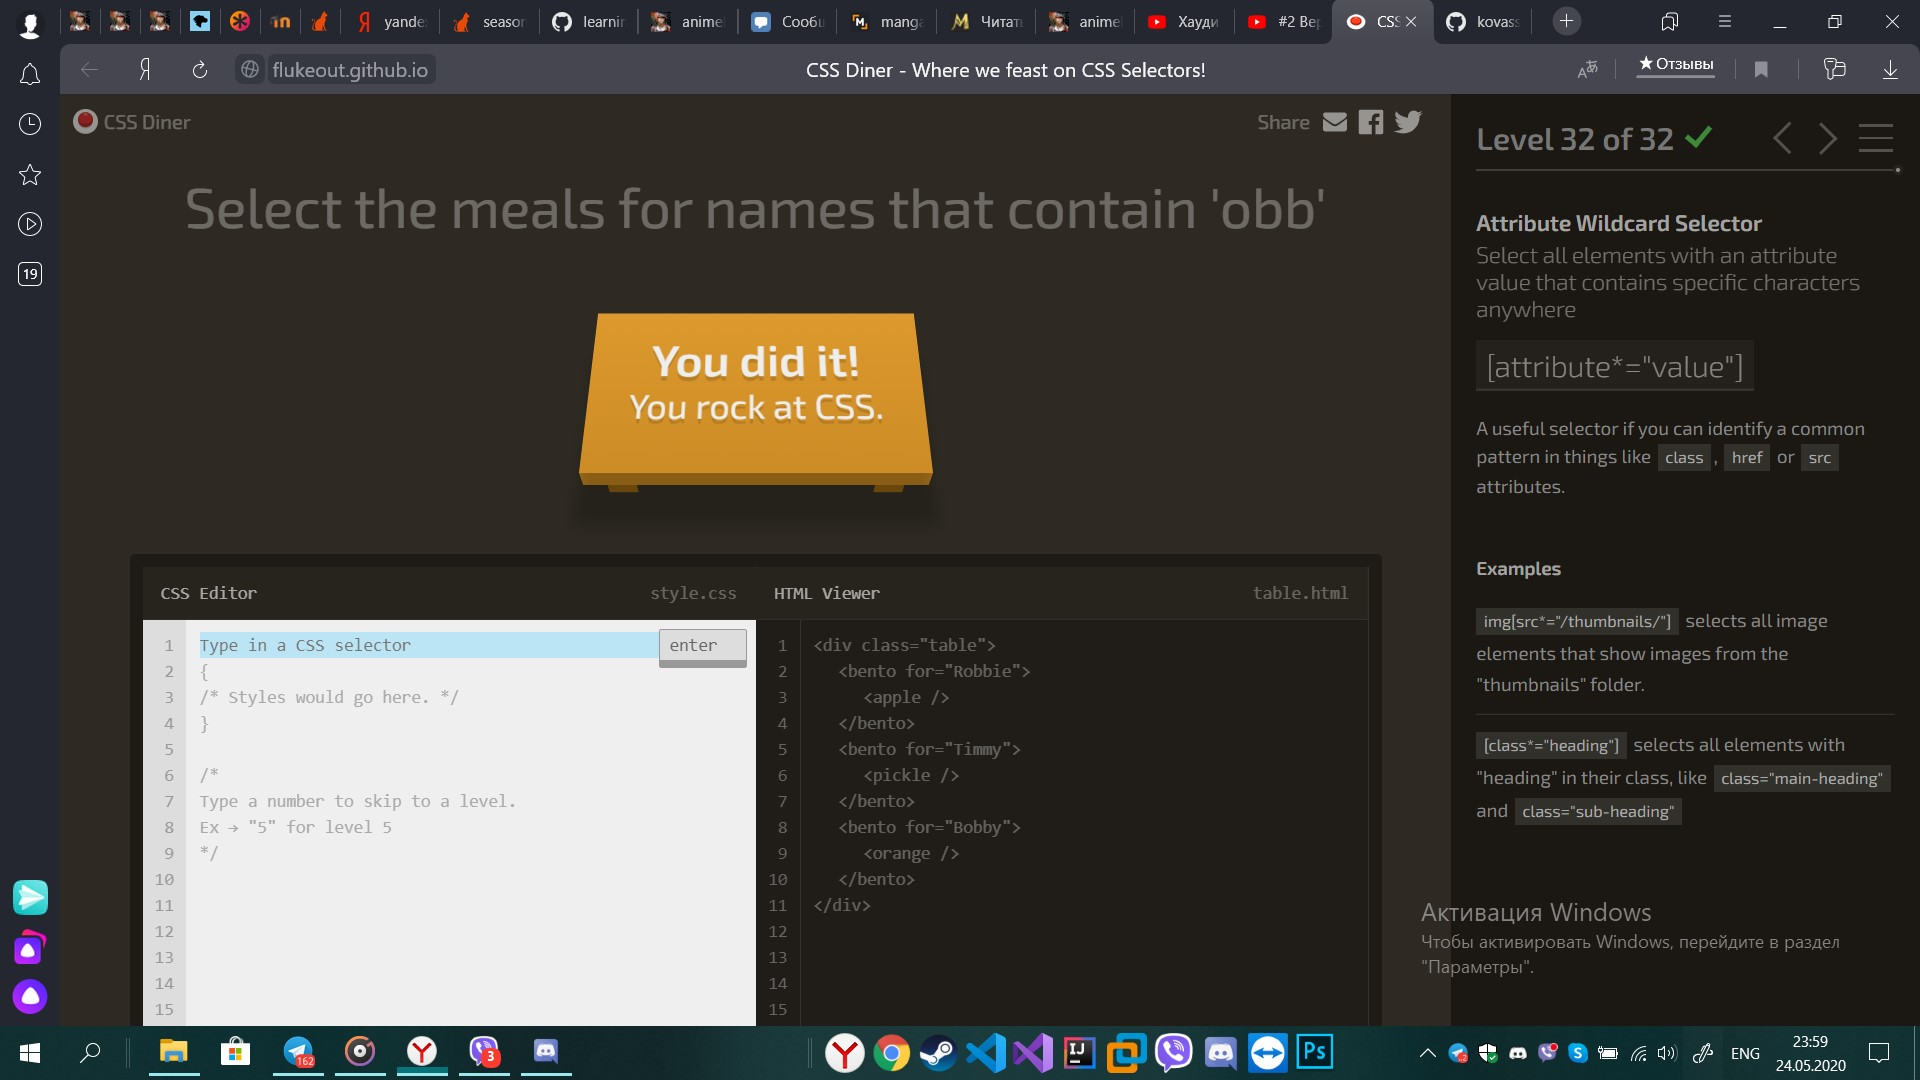 yande
season
learnin
anime
Сообщ
manga
Читать
anime
Хауди
#2 Вер
CSS
kovass
flukeout.github.io
CSS Diner - Where we feast on CSS Selectors!
★ Отзывы
19
CSS Diner
Share
Level 32 of 32
Select the meals for names that contain 'obb'
You did it!
You rock at CSS.
Attribute Wildcard Selector
Select all elements with an attribute
value that contains specific characters
anywhere
[attribute*="value"]
A useful selector if you can identify a common
pattern in things like class , href or src
attributes.
Examples
img[src*="/thumbnails/"] selects all image
elements that show images from the
"thumbnails" folder.
[class*="heading"] selects all elements with
"heading" in their class, like class="main-heading"
and class="sub-heading"
CSS Editor
style.css
HTML Viewer
table.html
1 Type in a CSS selector
enter
2 {
3 /* Styles would go here. */
4 }
5
6 /*
7 Type a number to skip to a level.
8 Ex → "5" for level 5
9 */
10
11
12
13
14
15
1 <div class="table">
2 <bento for="Robbie">
3 <apple />
4 </bento>
5 <bento for="Timmy">
6 <pickle />
7 </bento>
8 <bento for="Bobby">
9 <orange />
10 </bento>
11 </div>
12
13
14
15
Активация Windows
Чтобы активировать Windows, перейдите в раздел
"Параметры".
162
3
IJ
Ps
ENG
23:59
24.05.2020